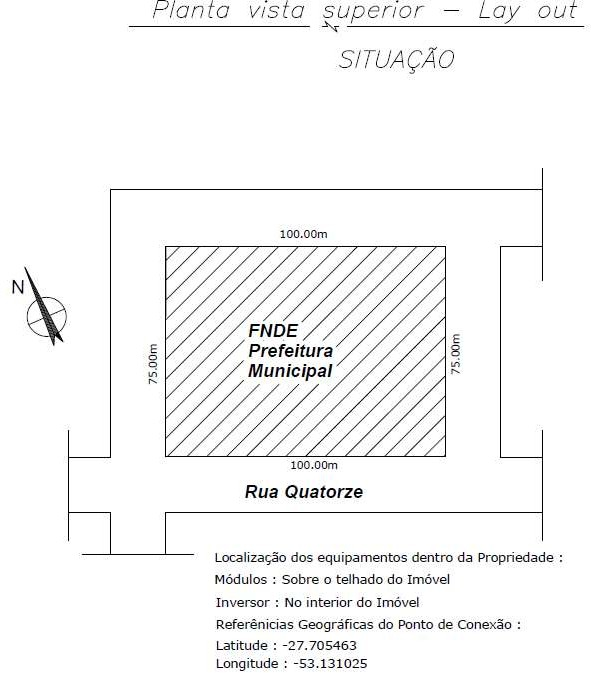 Planta vista superior – Lay out
SITUAÇÃO
100.00m
N
FNDE
Prefeitura
Municipal
75.00m
75.00m
100.00m
Rua Quatorze
Localização dos equipamentos dentro da Propriedade :
Módulos : Sobre o telhado do Imóvel
Inversor : No interior do Imóvel
Referênicias Geográficas do Ponto de Conexão :
Latitude : -27.705463
Longitude : -53.131025